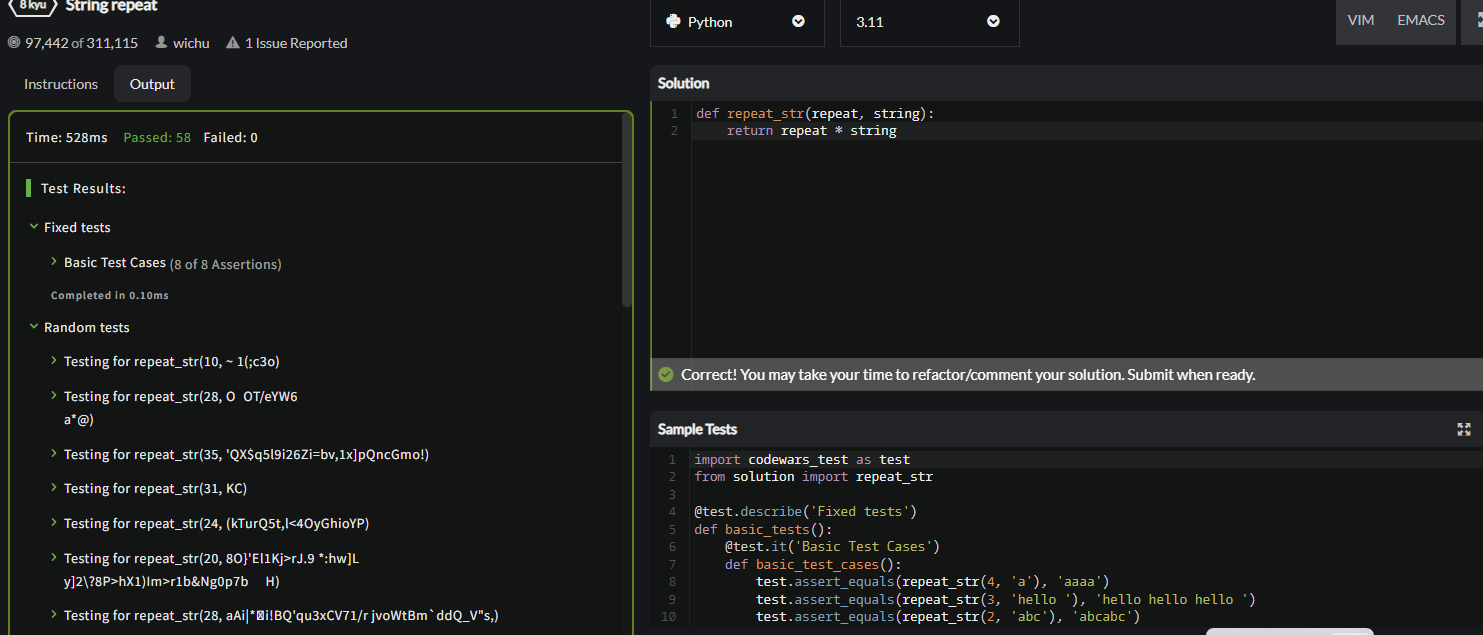 8 kyu String repeat
97,442 of 311,115 wichu 1 Issue Reported
Instructions Output
Time: 528ms Passed: 58 Failed: 0
Test Results:
Fixed tests
Basic Test Cases (8 of 8 Assertions)
Completed in 0.10ms
Random tests
Testing for repeat_str(10, ~ 1(;c3o)
Testing for repeat_str(28, O  OT/eYW6
a*@)
Testing for repeat_str(35, 'QX$q5l9i26Zi=bv,1x]pQncGmo!)
Testing for repeat_str(31, KC)
Testing for repeat_str(24, (kTurQ5t,l<4OyGhioYP)
Testing for repeat_str(20, 8O}'El1Kj>rJ.9 *:hw]L
y]2\?8P>hX1)Im>r1b&Ng0p7b    H)
Testing for repeat_str(28, aAi|*i!BQ'qu3xCV71/r jvoWtBm`ddQ_V"s,)
Python 3.11 VIM EMACS
Solution
1 def repeat_str(repeat, string):
2     return repeat * string
Correct! You may take your time to refactor/comment your solution. Submit when ready.
Sample Tests
1 import codewars_test as test
2 from solution import repeat_str
3
4 @test.describe('Fixed tests')
5 def basic_tests():
6     @test.it('Basic Test Cases')
7     def basic_test_cases():
8         test.assert_equals(repeat_str(4, 'a'), 'aaaa')
9         test.assert_equals(repeat_str(3, 'hello '), 'hello hello hello ')
10         test.assert_equals(repeat_str(2, 'abc'), 'abcabc')